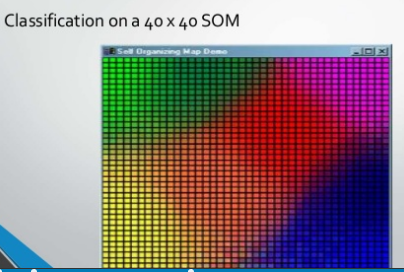 Classification on a 40 x 40 SOM
Self Organizing Map Demo